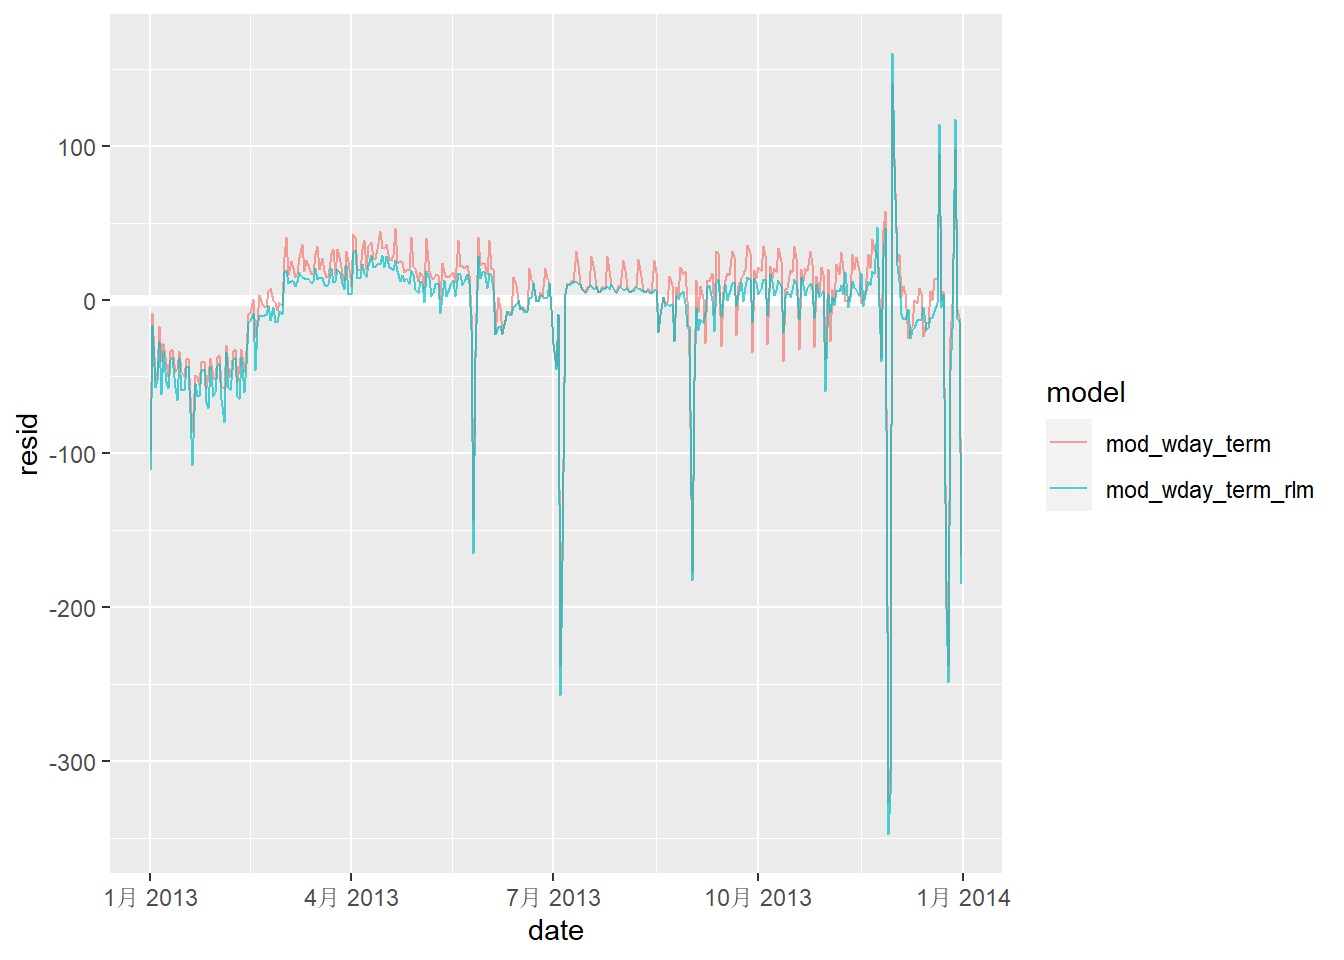 100
0
-100
-200
-300
resid
1月 2013
4月 2013
7月 2013
10月 2013
1月 2014
date
model
mod_wday_term
mod_wday_term_rlm